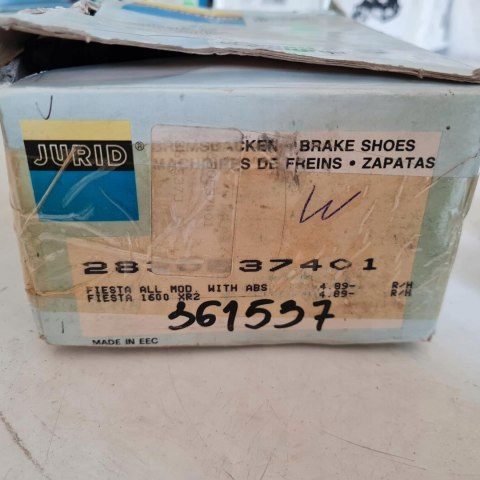 JURID ®
BREMSBACKEN • BRAKE SHOES
MACHOIRES DE FREINS • ZAPATAS
W
37401
FIESTA ALL MOD. WITH ABS 4.89- R/H
FIESTA 1600 XR2 4.89- R/H
361537
MADE IN EEC